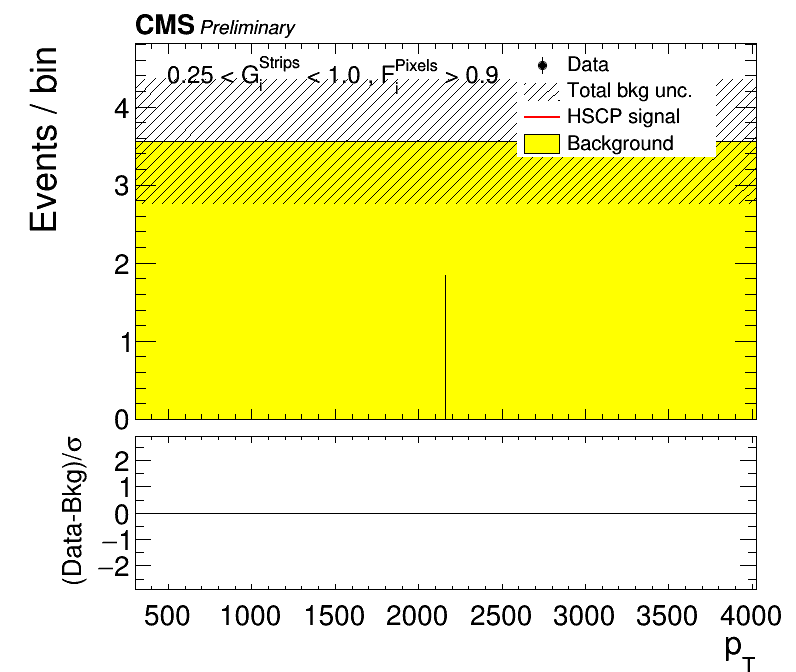 CMS Preliminary
Events / bin
0.25 < G_i^Strips < 1.0 , F_i^Pixels > 0.9
Data
Total bkg unc.
HSCP signal
Background
4
3
2
1
0
(Data-Bkg)/σ
2
1
0
−1
−2
500 1000 1500 2000 2500 3000 3500 4000
p_T